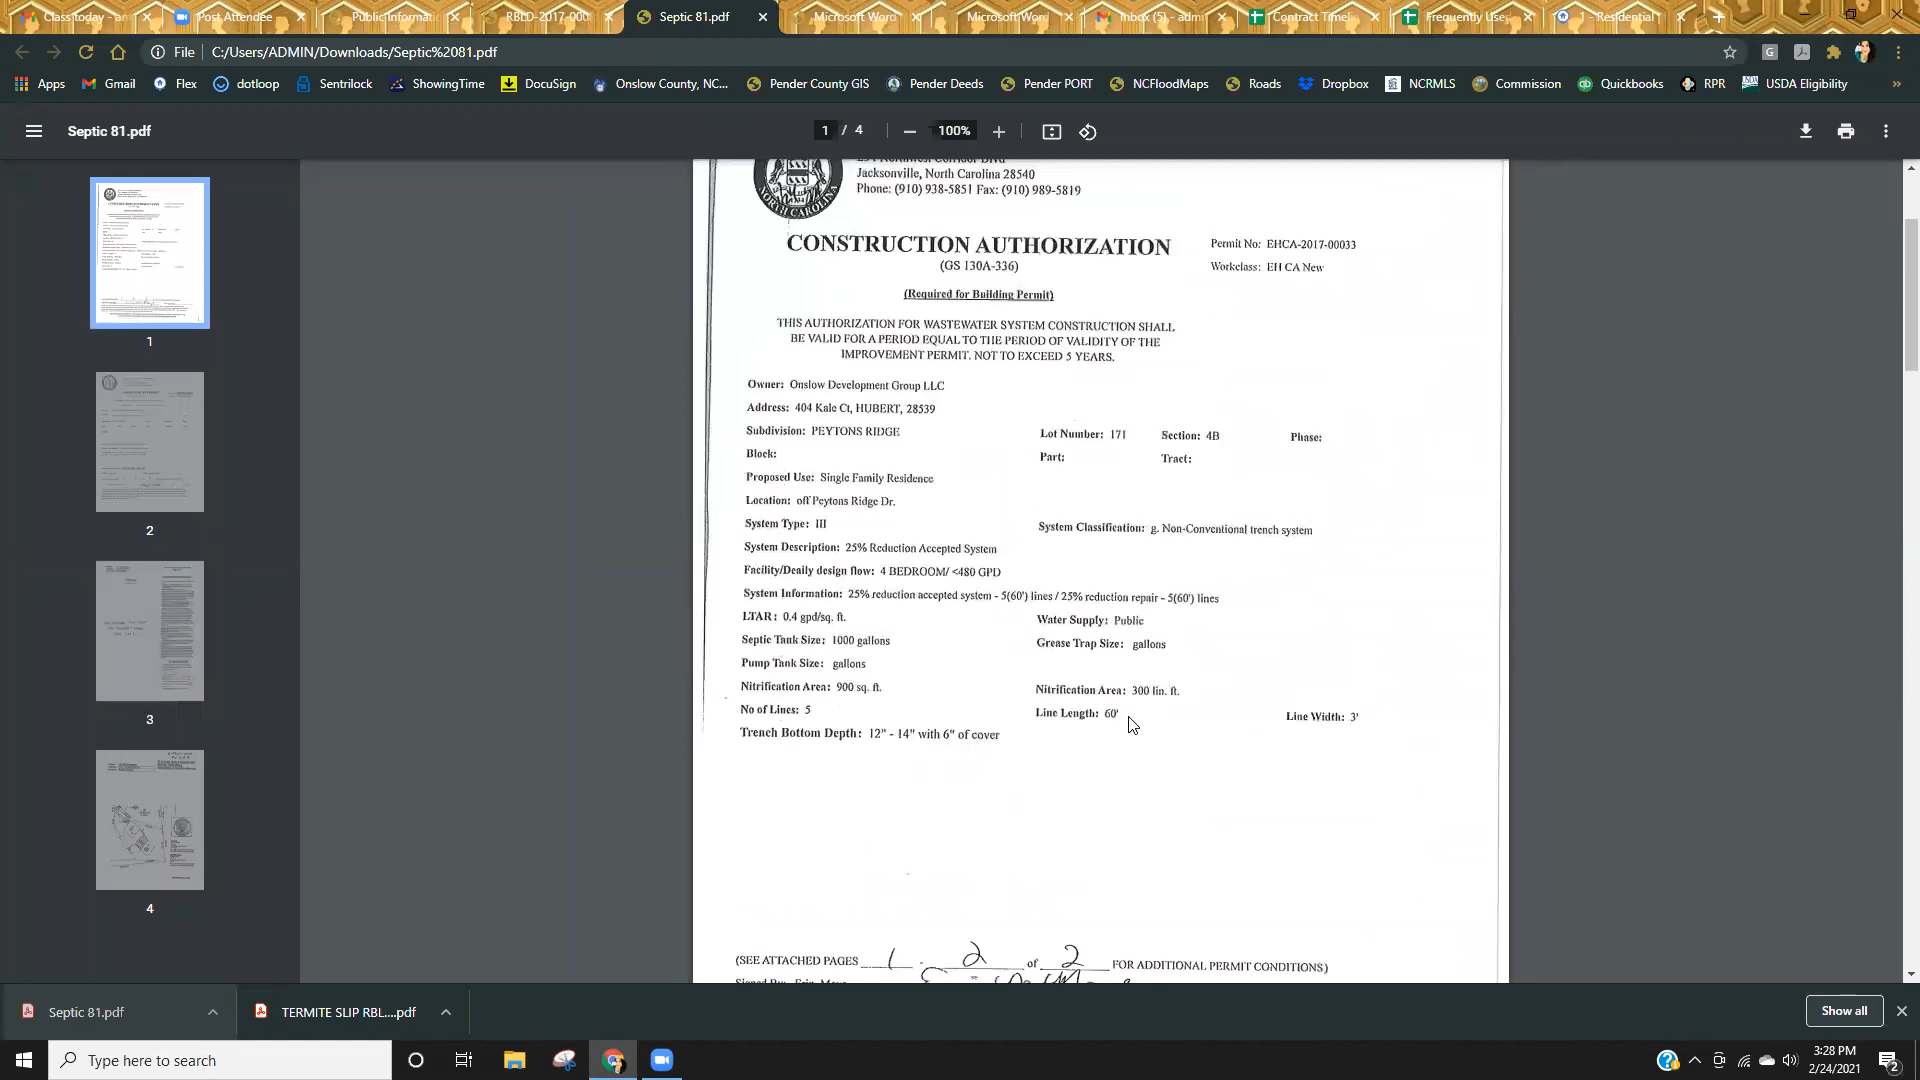 Class today - an
Post Attendee -
Public Informati
RBLD-2017-000
Septic 81.pdf
Microsoft Word
Microsoft Word
Inbox (5) - adm
Contract Timeli
Frequently Use
1 - Residential
File C:/Users/ADMIN/Downloads/Septic%2081.pdf
Apps Gmail Flex dotloop Sentrilock ShowingTime DocuSign Onslow County, NC... Pender County GIS Pender Deeds Pender PORT NCFloodMaps Roads Dropbox NCRMLS Commission Quickbooks RPR USDA Eligibility
Septic 81.pdf
1 / 4
100%
1
2
3
4
Jacksonville, North Carolina 28540
Phone: (910) 938-5851 Fax: (910) 989-5819
NORTH CAROLINA
CONSTRUCTION AUTHORIZATION
(GS 130A-336)
Permit No: EHCA-2017-00033
Workclass: EH CA New
(Required for Building Permit)
THIS AUTHORIZATION FOR WASTEWATER SYSTEM CONSTRUCTION SHALL
BE VALID FOR A PERIOD EQUAL TO THE PERIOD OF VALIDITY OF THE
IMPROVEMENT PERMIT. NOT TO EXCEED 5 YEARS.
Owner: Onslow Development Group LLC
Address: 404 Kale Ct, HUBERT, 28539
Subdivision: PEYTONS RIDGE
Lot Number: 171 Section: 4B Phase:
Block:
Part: Tract:
Proposed Use: Single Family Residence
Location: off Peytons Ridge Dr.
System Type: III
System Classification: g. Non-Conventional trench system
System Description: 25% Reduction Accepted System
Facility/Deaily design flow: 4 BEDROOM/ <480 GPD
System Information: 25% reduction accepted system - 5(60') lines / 25% reduction repair - 5(60') lines
LTAR: 0.4 gpd/sq. ft.
Water Supply: Public
Septic Tank Size: 1000 gallons
Grease Trap Size: gallons
Pump Tank Size: gallons
Nitrification Area: 900 sq. ft.
Nitrification Area: 300 lin. ft.
No of Lines: 5
Line Length: 60' Line Width: 3'
Trench Bottom Depth: 12" - 14" with 6" of cover
(SEE ATTACHED PAGES 1 - 2 of 2 FOR ADDITIONAL PERMIT CONDITIONS)
Septic 81.pdf
TERMITE SLIP RBL....pdf
Show all
Type here to search
3:28 PM
2/24/2021
2